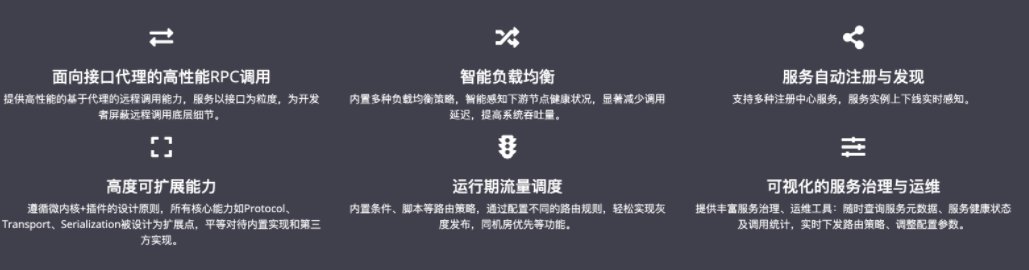 面向接口代理的高性能RPC调用
提供高性能的基于代理的远程调用能力，服务以接口为粒度，为开发
者屏蔽远程调用底层细节。
智能负载均衡
内置多种负载均衡策略，智能感知下游节点健康状况，显著减少调用
延迟，提高系统吞吐量。
服务自动注册与发现
支持多种注册中心服务，服务实例上下线实时感知。
高度可扩展能力
遵循微内核+插件的设计原则，所有核心能力如Protocol、
Transport、Serialization被设计为扩展点，平等对待内置实现和第三
方实现。
运行期流量调度
内置条件、脚本等路由策略，通过配置不同的路由规则，轻松实现灰
度发布，同机房优先等功能。
可视化的服务治理与运维
提供丰富服务治理、运维工具：随时查询服务元数据、服务健康状态
及调用统计，实时下发路由策略、调整配置参数。